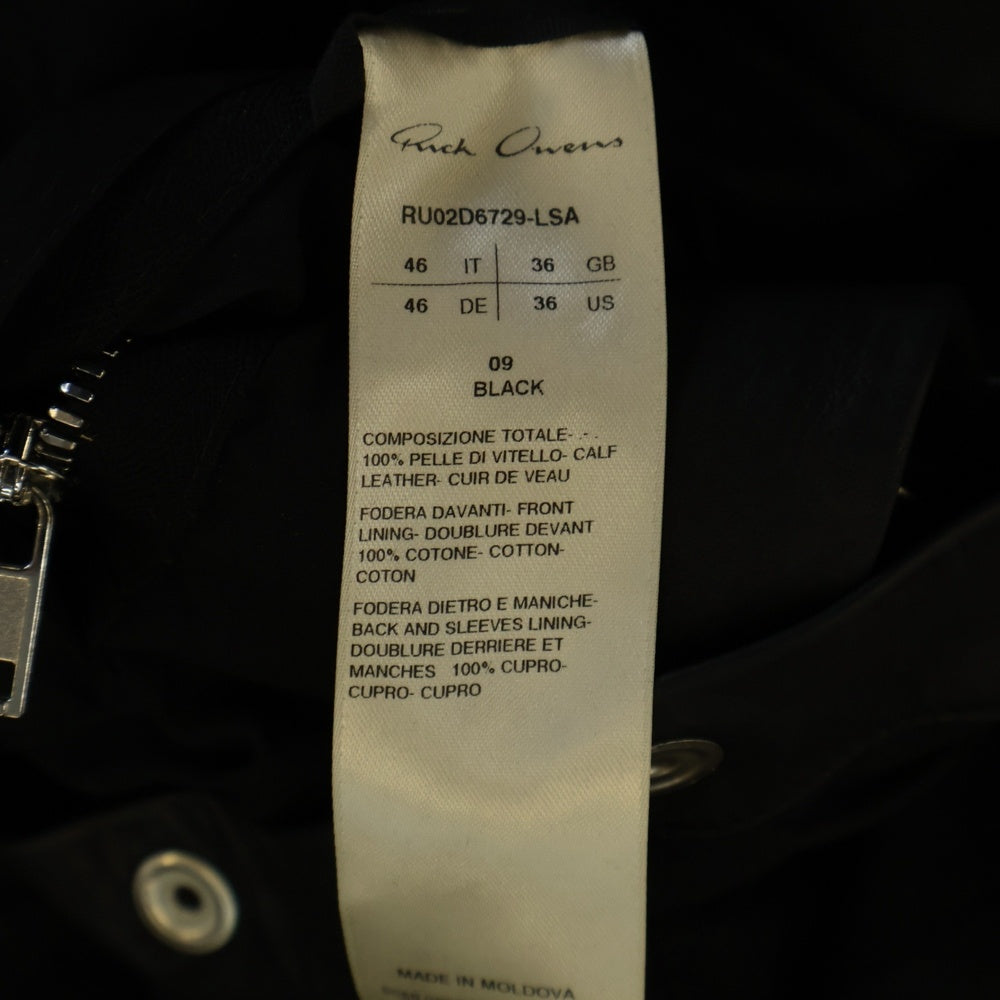 Rick Owens
RU02D6729-LSA
46 IT 36 GB
46 DE 36 US
09
BLACK
COMPOSIZIONE TOTALE- .- .
100% PELLE DI VITELLO- CALF
LEATHER- CUIR DE VEAU
FODERA DAVANTI- FRONT
LINING- DOUBLURE DEVANT
100% COTONE- COTTON-
COTON
FODERA DIETRO E MANICHE-
BACK AND SLEEVES LINING-
DOUBLURE DERRIERE ET
MANCHES 100% CUPRO-
CUPRO- CUPRO
MADE IN MOLDOVA